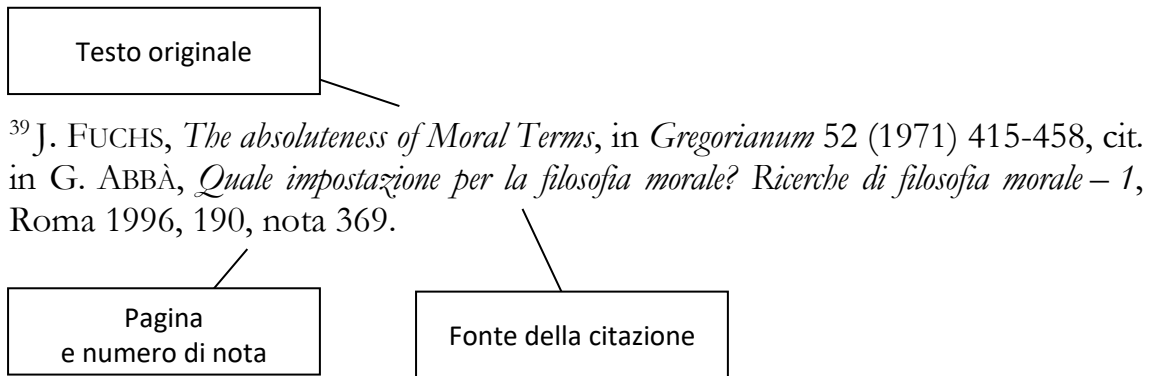 Testo originale
³⁹ J. FUCHS, The absoluteness of Moral Terms, in Gregorianum 52 (1971) 415-458, cit.
in G. ABBÀ, Quale impostazione per la filosofia morale? Ricerche di filosofia morale – 1,
Roma 1996, 190, nota 369.
Pagina
e numero di nota
Fonte della citazione